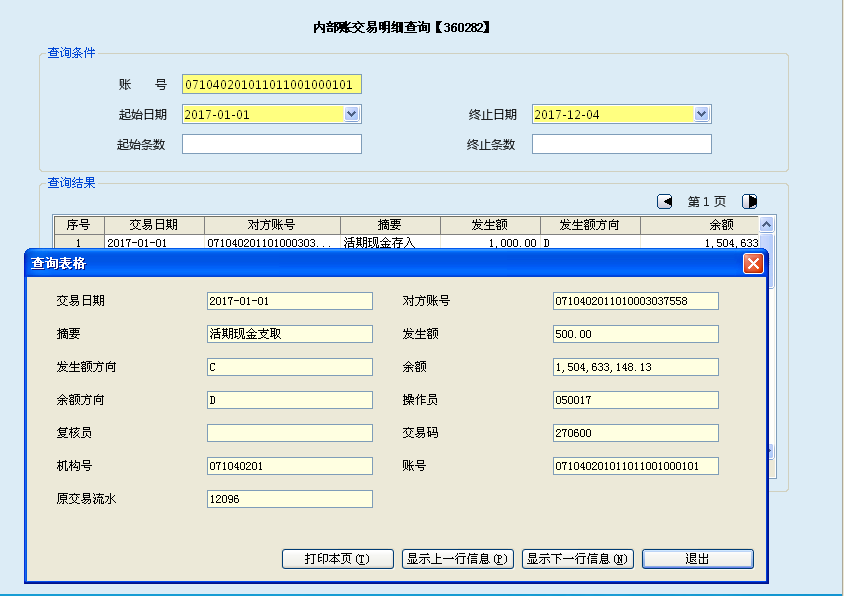 内部账交易明细查询【360282】
查询条件
账 号 071040201011011001000101
起始日期 2017-01-01 终止日期 2017-12-04
起始条数 终止条数
查询结果
第 1 页
序号 交易日期 对方账号 摘要 发生额 发生额方向 余额
1 2017-01-01 071040201101000303... 活期现金存入 1,000.00 D 1,504,633
查询表格
交易日期 2017-01-01 对方账号 0710402011010003037558
摘要 活期现金支取 发生额 500.00
发生额方向 C 余额 1,504,633,148.13
余额方向 D 操作员 050017
复核员 交易码 270600
机构号 071040201 账号 071040201011011001000101
原交易流水 12096
打印本页(T) 显示上一行信息(P) 显示下一行信息(N) 退出